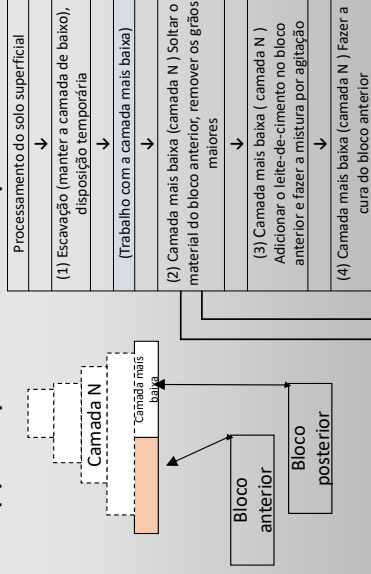 Processamento do solo superficial
↓
(1) Escavação (manter a camada de baixo),
disposição temporária
↓
(Trabalho com a camada mais baixa)
↓
(2) Camada mais baixa (camada N ) Soltar o
material do bloco anterior, remover os grãos
maiores
↓
(3) Camada mais baixa ( camada N )
Adicionar o leite-de-cimento no bloco
anterior e fazer a mistura por agitação
↓
(4) Camada mais baixa (camada N ) Fazer a
cura do bloco anterior
Camada N
Camada mais
baixa
Bloco
anterior
Bloco
posterior